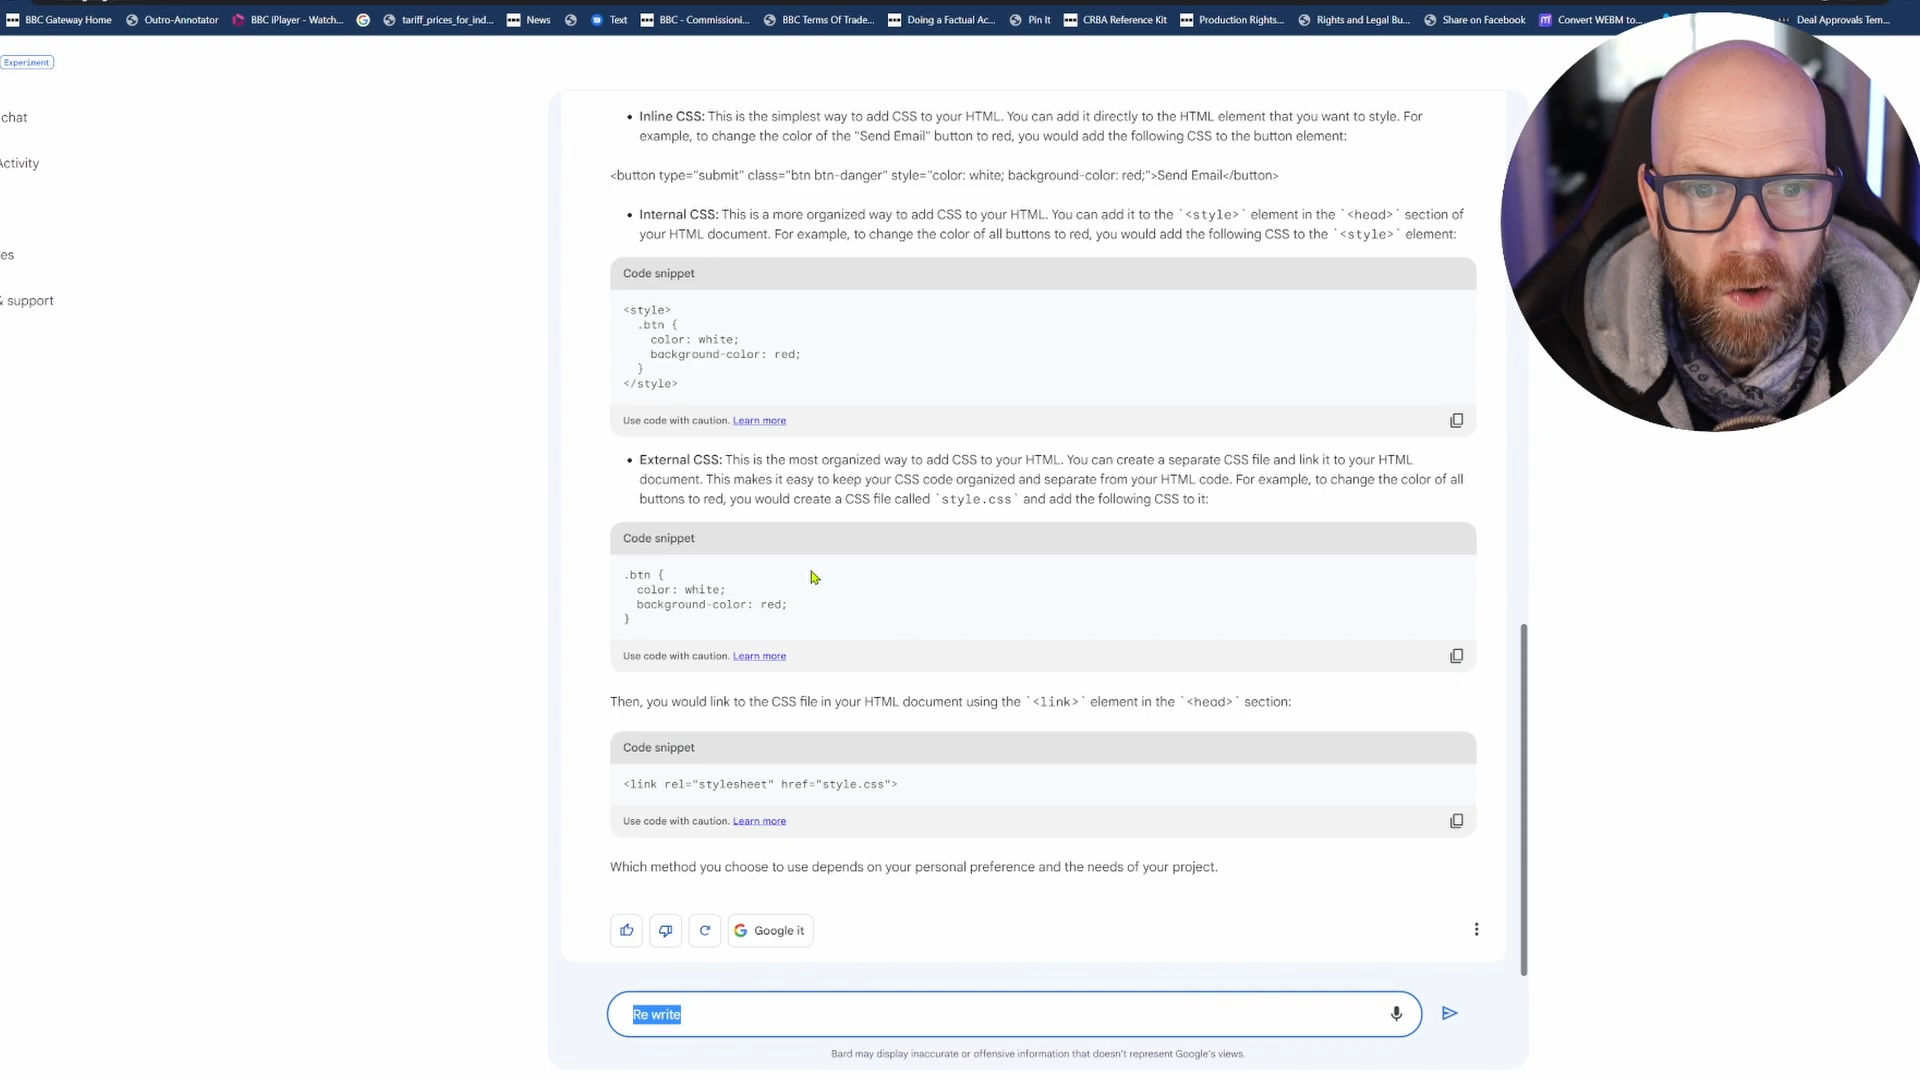 BBC Gateway Home Outro-Annotator BBC iPlayer - Watch... tariff_prices_for_ind... News Text BBC - Commissioni... BBC Terms Of Trade... Doing a Factual Ac... Pin It CRBA Reference Kit Production Rights... Rights and Legal Bu... Share on Facebook Convert WEBM to... Deal Approvals Tem...
Experiment
chat
Activity
es
& support
• Inline CSS: This is the simplest way to add CSS to your HTML. You can add it directly to the HTML element that you want to style. For
example, to change the color of the "Send Email" button to red, you would add the following CSS to the button element:
<button type="submit" class="btn btn-danger" style="color: white; background-color: red;">Send Email</button>
• Internal CSS: This is a more organized way to add CSS to your HTML. You can add it to the `<style>` element in the `<head>` section of
your HTML document. For example, to change the color of all buttons to red, you would add the following CSS to the `<style>` element:
Code snippet
<style>
.btn {
color: white;
background-color: red;
}
</style>
Use code with caution. Learn more
• External CSS: This is the most organized way to add CSS to your HTML. You can create a separate CSS file and link it to your HTML
document. This makes it easy to keep your CSS code organized and separate from your HTML code. For example, to change the color of all
buttons to red, you would create a CSS file called `style.css` and add the following CSS to it:
Code snippet
.btn {
color: white;
background-color: red;
}
Use code with caution. Learn more
Then, you would link to the CSS file in your HTML document using the `<link>` element in the `<head>` section:
Code snippet
<link rel="stylesheet" href="style.css">
Use code with caution. Learn more
Which method you choose to use depends on your personal preference and the needs of your project.
Google it
Re write
Bard may display inaccurate or offensive information that doesn't represent Google's views.